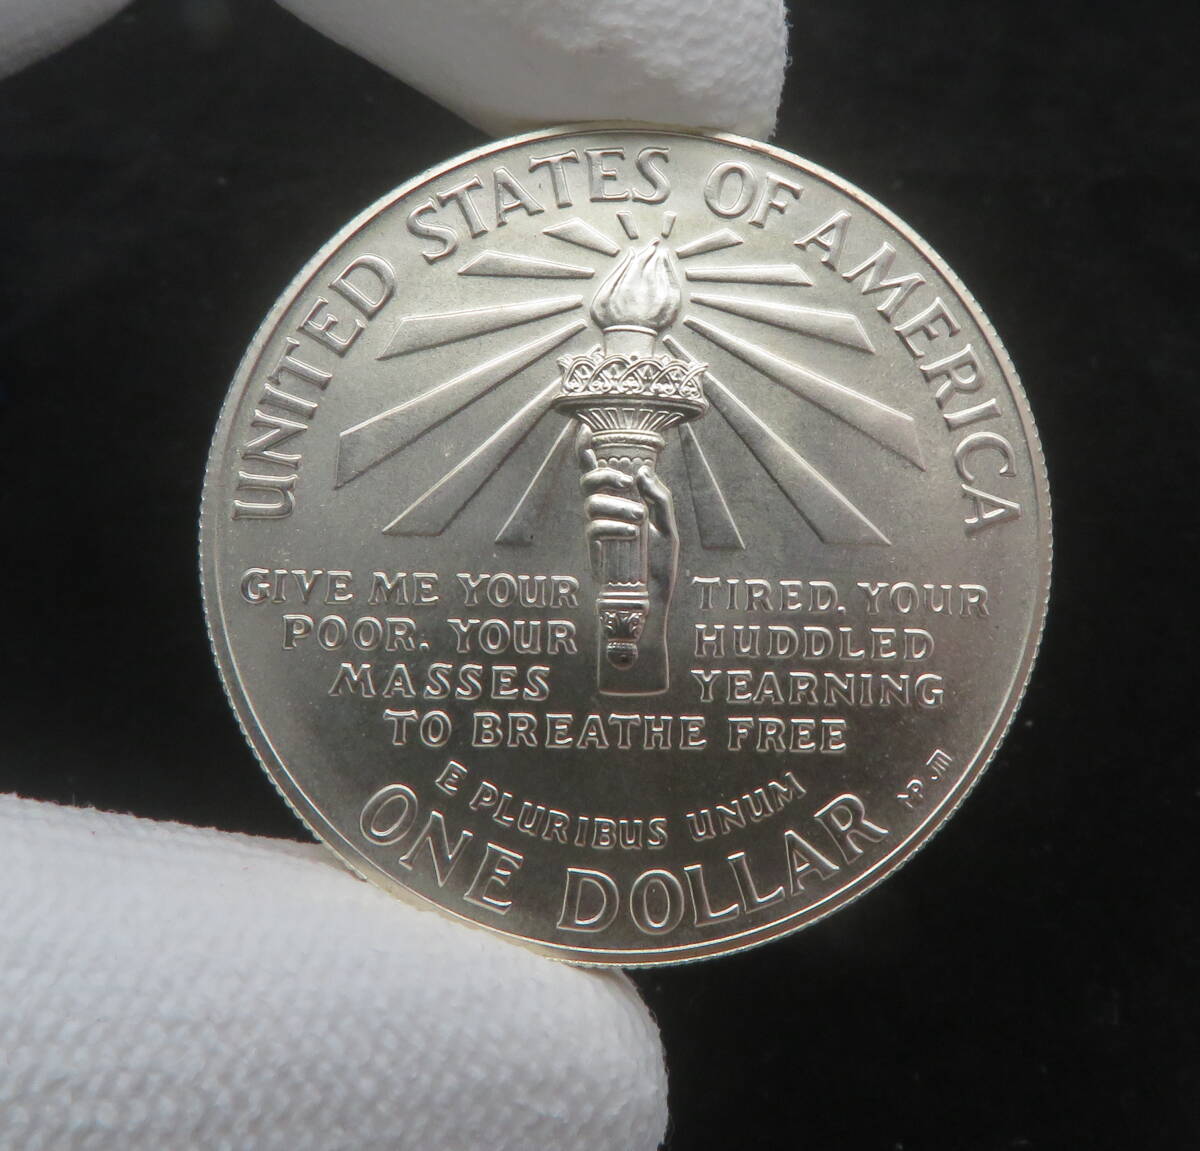 UNITED STATES OF AMERICA
GIVE ME YOUR TIRED, YOUR
POOR, YOUR HUDDLED
MASSES YEARNING
TO BREATHE FREE
E PLURIBUS UNUM
ONE DOLLAR